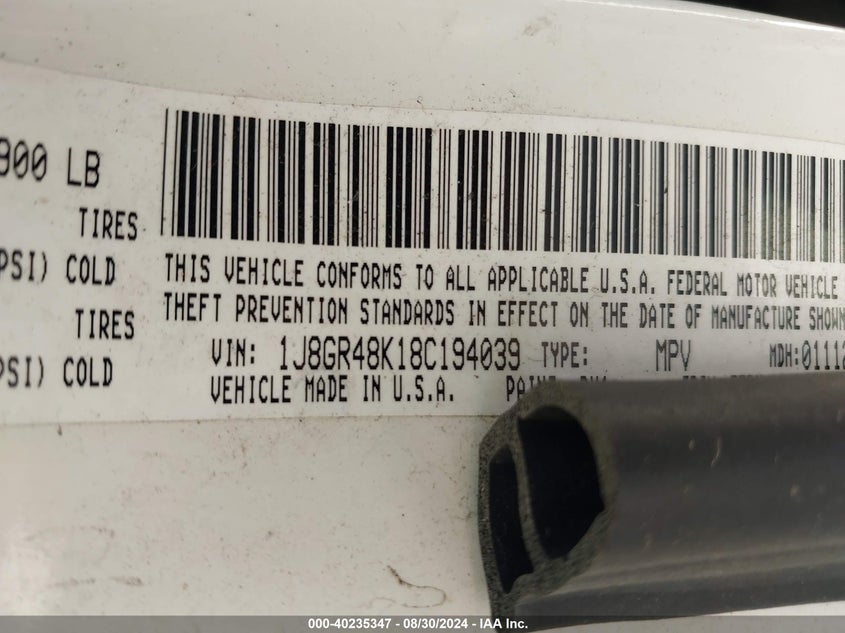 900 LB
TIRES
PSI) COLD
TIRES
PSI) COLD
THIS VEHICLE CONFORMS TO ALL APPLICABLE U.S.A. FEDERAL MOTOR VEHICLE
THEFT PREVENTION STANDARDS IN EFFECT ON THE DATE OF MANUFACTURE SHOWN
VIN: 1J8GR48K18C194039 TYPE: MPV MDH:01112
VEHICLE MADE IN U.S.A.
000-40235347 - 08/30/2024 - IAA Inc.